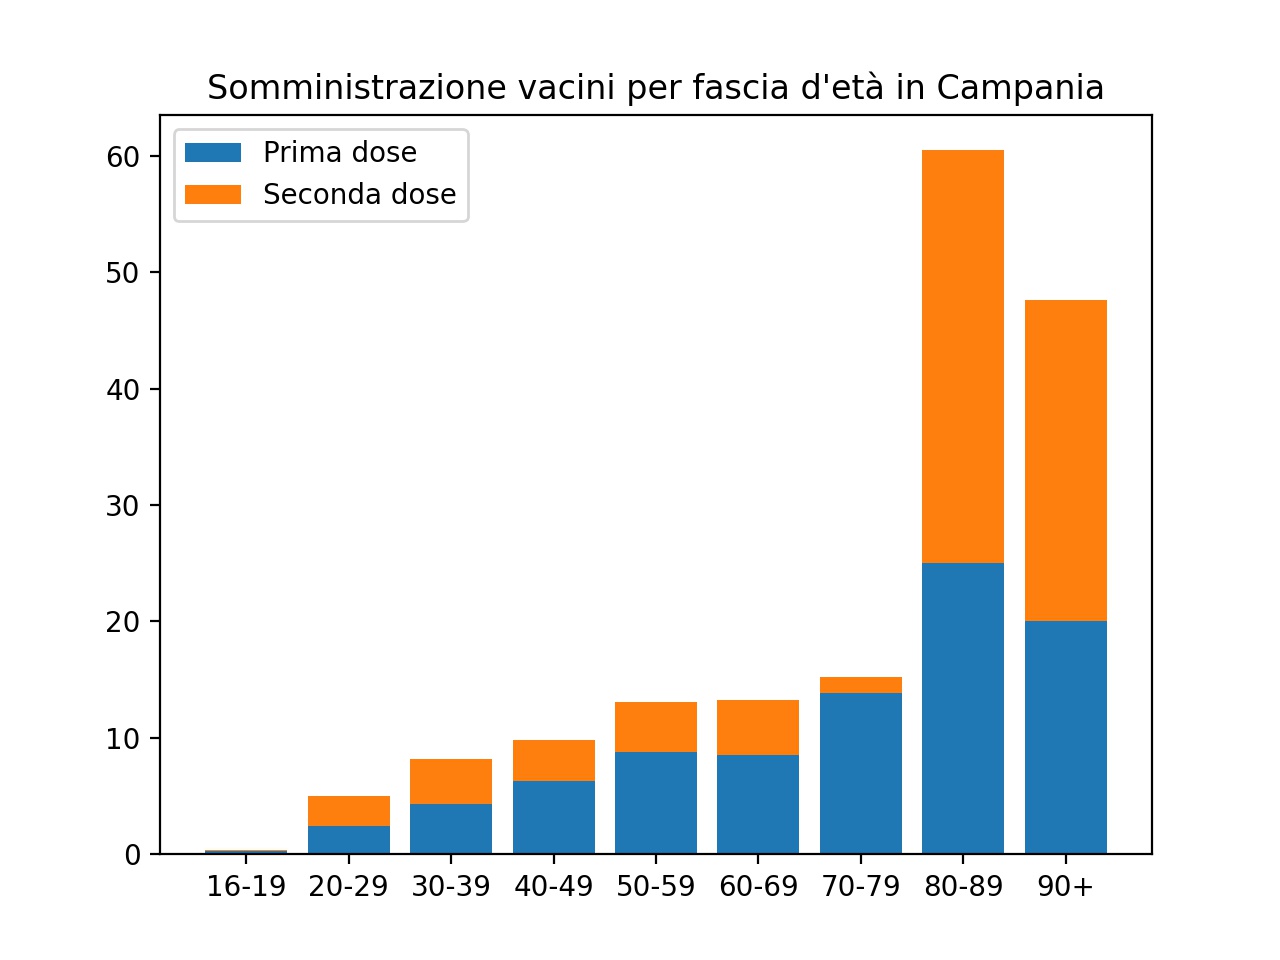 Somministrazione vacini per fascia d'età in Campania
Prima dose
Seconda dose
60
50
40
30
20
10
0
16-19 20-29 30-39 40-49 50-59 60-69 70-79 80-89 90+